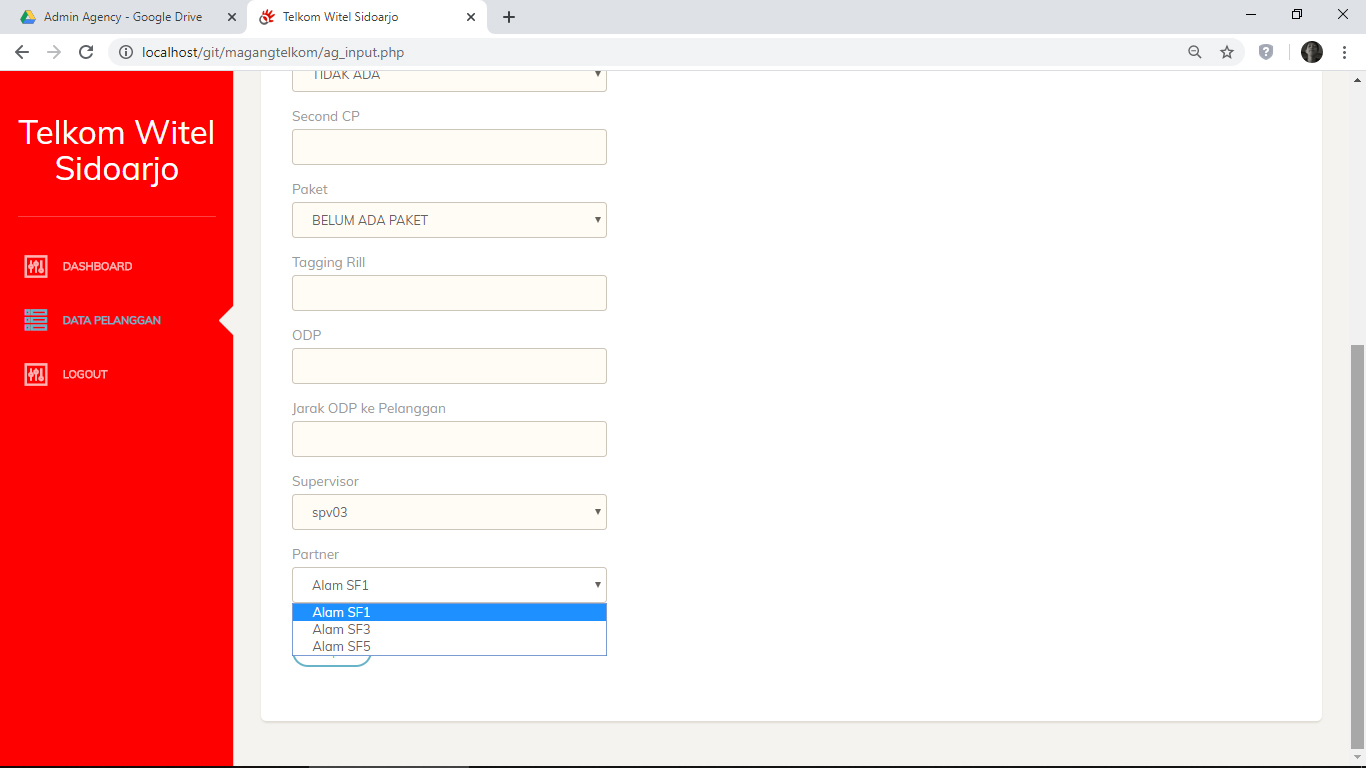 Admin Agency - Google Drive
Telkom Witel Sidoarjo
localhost/git/magangtelkom/ag_input.php
Telkom Witel
Sidoarjo
DASHBOARD
DATA PELANGGAN
LOGOUT
TIDAK ADA
Second CP
Paket
BELUM ADA PAKET
Tagging Rill
ODP
Jarak ODP ke Pelanggan
Supervisor
spv03
Partner
Alam SF1
Alam SF1
Alam SF3
Alam SF5